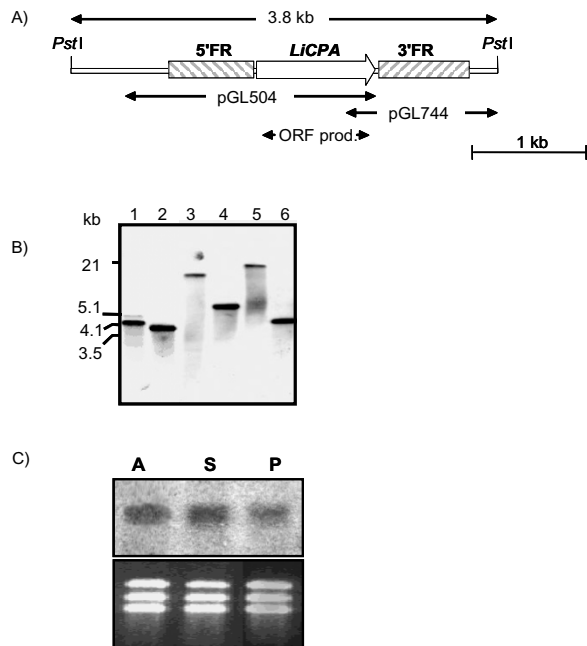 A)
3.8 kb
PstI 5'FR LiCPA 3'FR PstI
pGL504
pGL744
ORF prod.
1 kb
B)
kb 1 2 3 4 5 6
21
5.1
4.1
3.5
C)
A S P